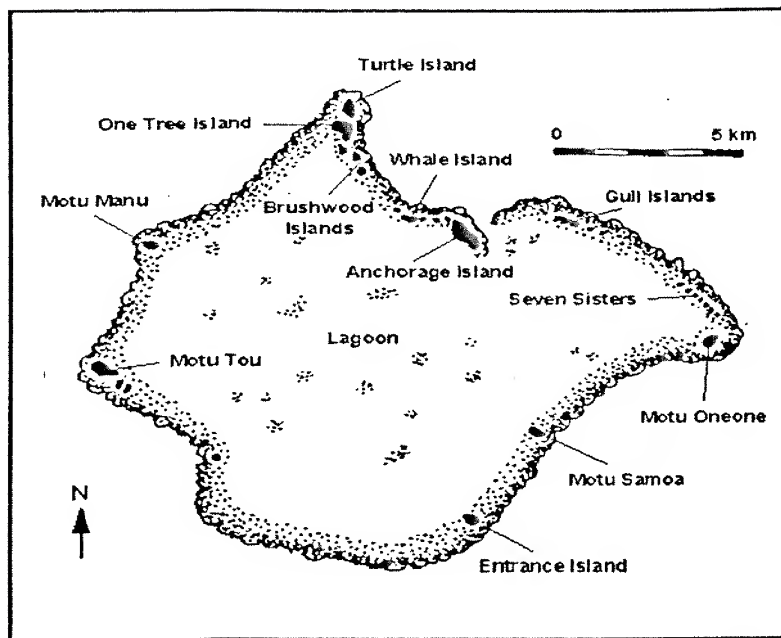 Turtle Island
One Tree Island
0 5 km
Whale Island
Motu Manu
Brushwood
Islands
Gull Islands
Anchorage Island
Seven Sisters
Lagoon
Motu Tou
Motu Oneone
Motu Samoa
N
Entrance Island